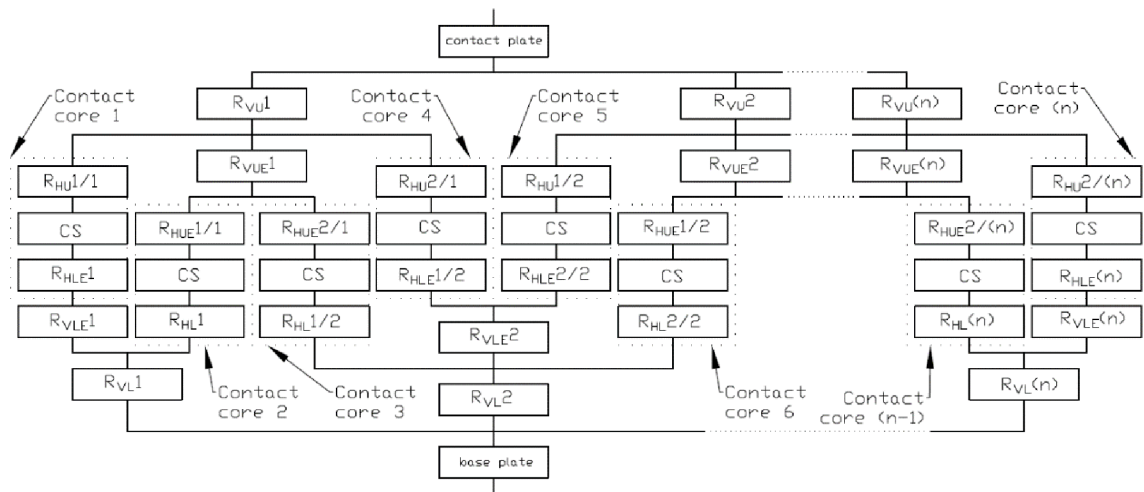 contact plate
R_VU1
R_VU2
R_VU(n)
Contact
core 1
Contact
core 4
Contact
core 5
Contact
core (n)
R_VUE1
R_VUE2
R_VUE(n)
R_HU1/1
R_HU2/1
R_HU1/2
R_HU2/(n)
CS
R_HUE1/1
R_HUE2/1
CS
CS
R_HUE1/2
R_HUE2/(n)
CS
R_HLE1
CS
CS
R_HLE1/2
R_HLE2/2
CS
CS
R_HLE(n)
R_VLE1
R_HL1
R_HL1/2
R_VLE2
R_HL2/2
R_HL(n)
R_VLE(n)
R_VL1
R_VL2
R_VL(n)
Contact
core 2
Contact
core 3
Contact
core 6
Contact
core (n-1)
base plate